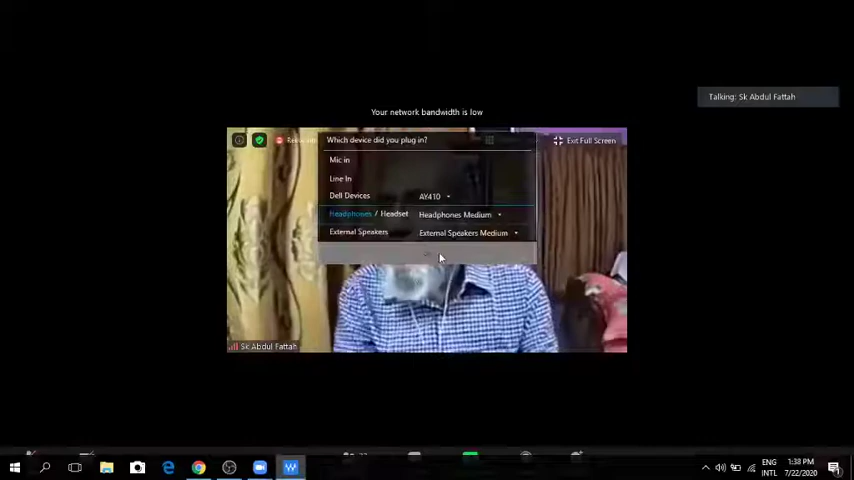 Talking: Sk Abdul Fattah
Your network bandwidth is low
Exit Full Screen
Which device did you plug in?
Mic in
Line In
Dell Devices AY410
Headphones / Headset Headphones Medium
External Speakers External Speakers Medium
Sk Abdul Fattah
ENG 1:38 PM
INTL 7/22/2020